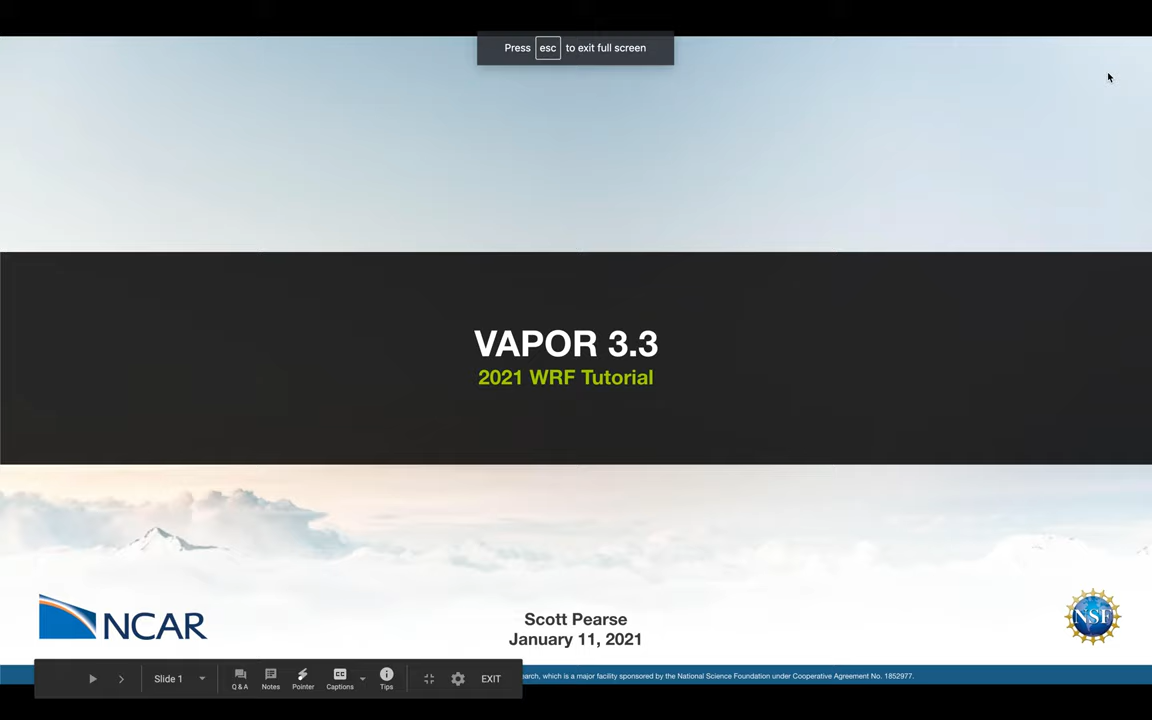 Press esc to exit full screen
VAPOR 3.3
2021 WRF Tutorial
NCAR
Scott Pearse
January 11, 2021
NSF
Slide 1
Q & A
Notes
Pointer
CC
Captions
Tips
EXIT
which is a major facility sponsored by the National Science Foundation under Cooperative Agreement No. 1852977.